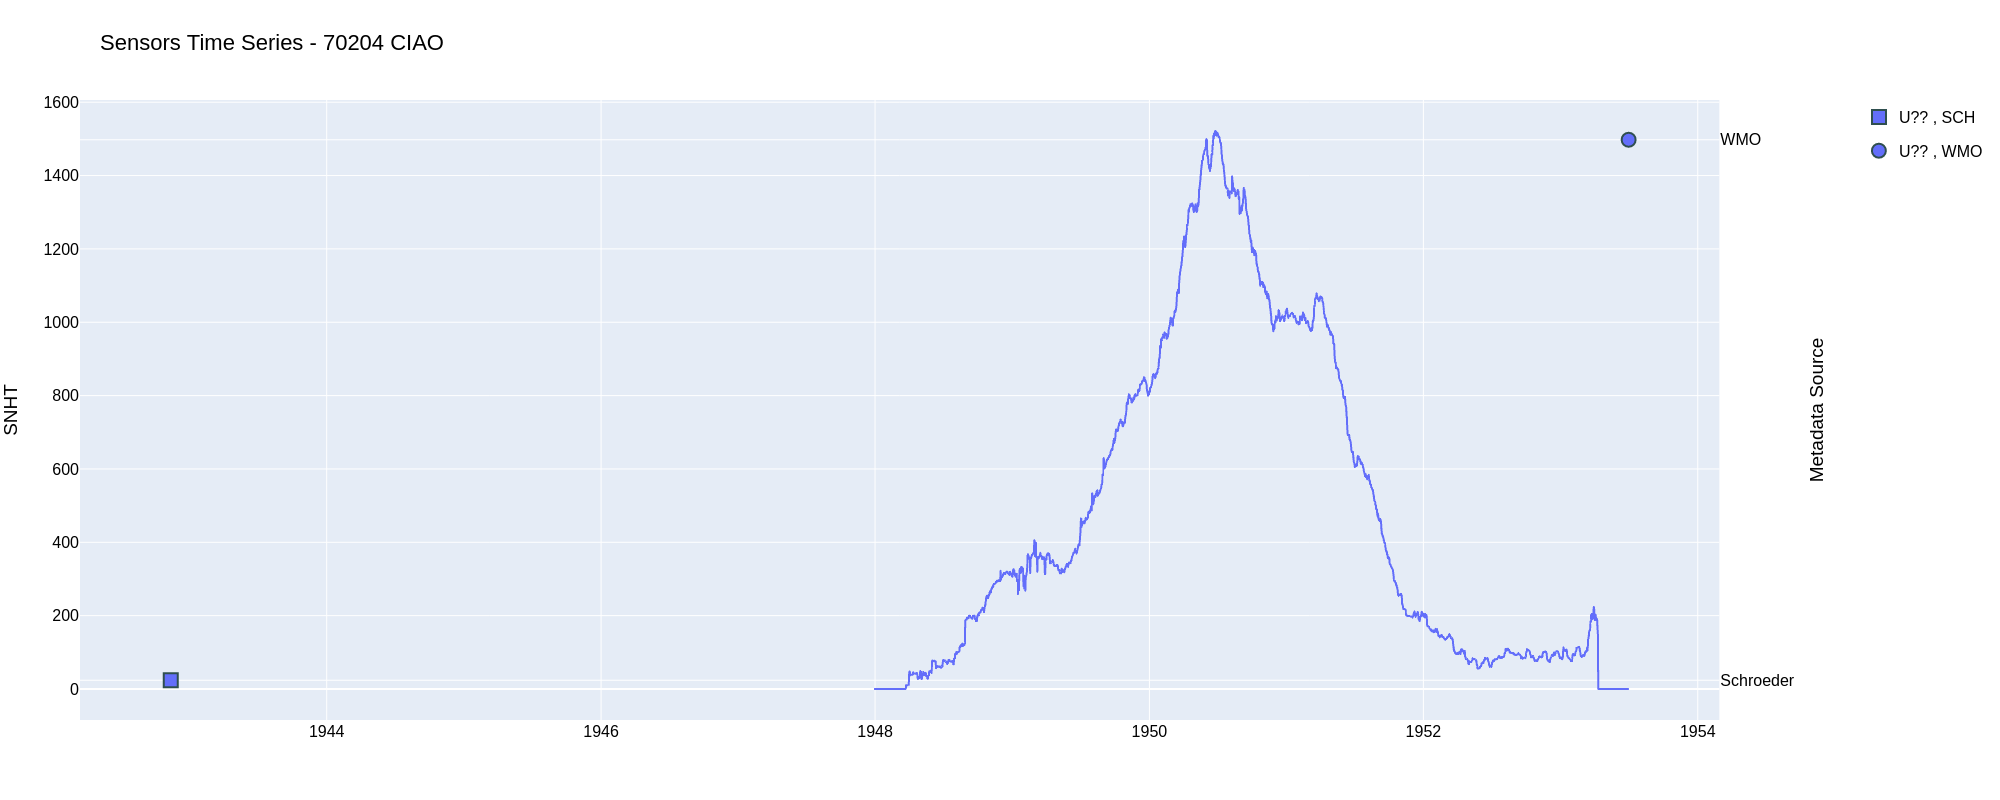 Sensors Time Series - 70204 CIAO
1600
1400
1200
1000
800
600
400
200
0
SNHT
1944
1946
1948
1950
1952
1954
WMO
Schroeder
Metadata Source
U?? , SCH
U?? , WMO